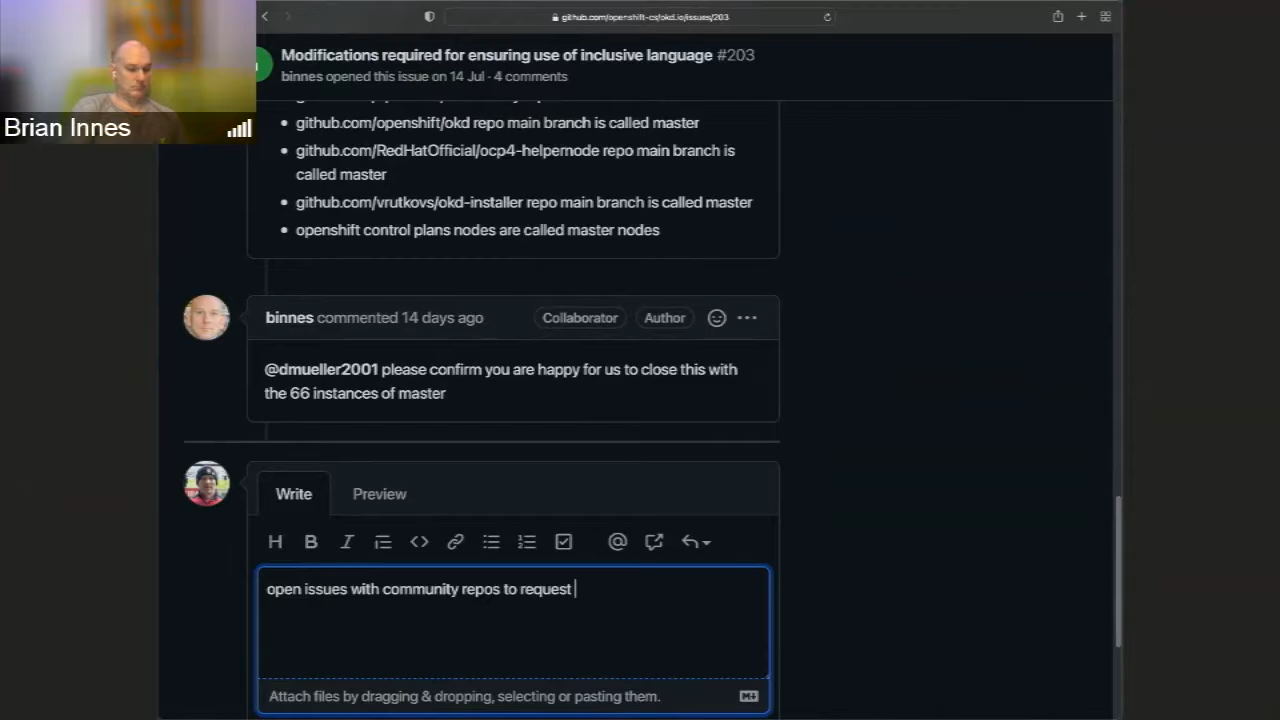 github.com/openshift-cs/okd.io/issues/203
Modifications required for ensuring use of inclusive language #203
binnes opened this issue on 14 Jul · 4 comments
Brian Innes
github.com/openshift/okd repo main branch is called master
github.com/RedHatOfficial/ocp4-helpernode repo main branch is
called master
github.com/vrutkovs/okd-installer repo main branch is called master
openshift control plans nodes are called master nodes
binnes commented 14 days ago
Collaborator
Author
@dmueller2001 please confirm you are happy for us to close this with
the 66 instances of master
Write
Preview
open issues with community repos to request
Attach files by dragging & dropping, selecting or pasting them.